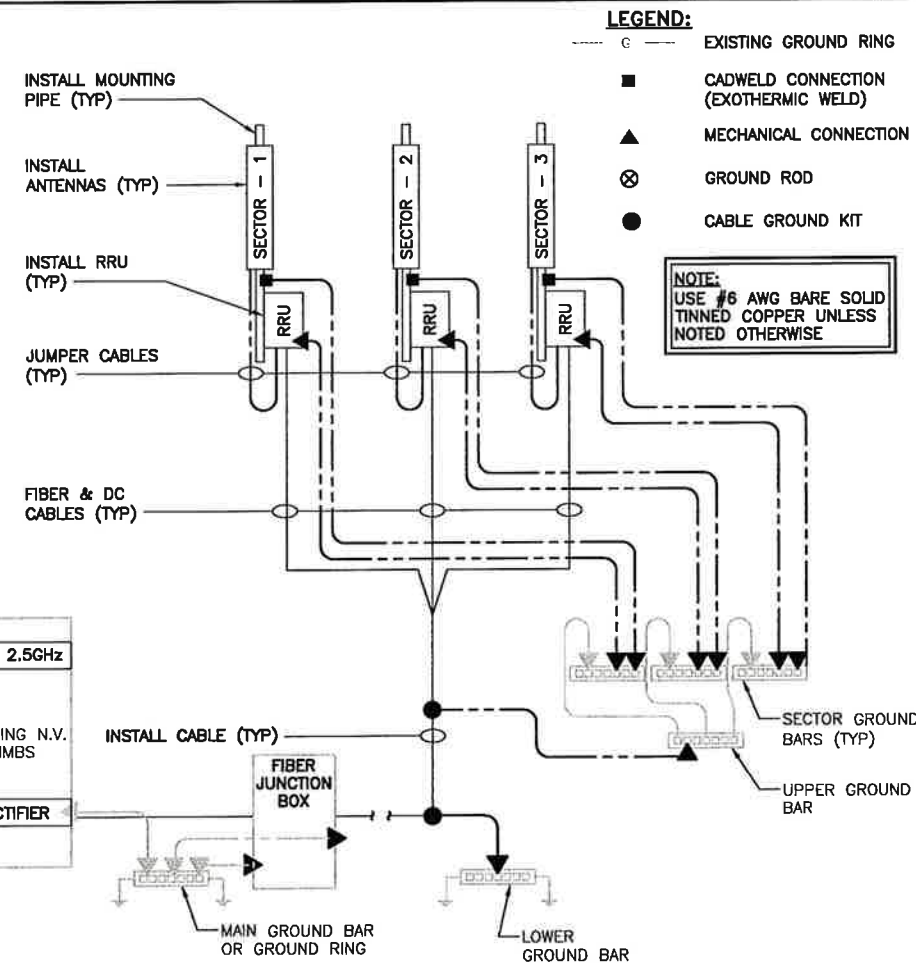 LEGEND:
G EXISTING GROUND RING
CADWELD CONNECTION
(EXOTHERMIC WELD)
MECHANICAL CONNECTION
GROUND ROD
CABLE GROUND KIT
NOTE:
USE #6 AWG BARE SOLID
TINNED COPPER UNLESS
NOTED OTHERWISE
INSTALL MOUNTING
PIPE (TYP)
INSTALL
ANTENNAS (TYP)
INSTALL RRU
(TYP)
JUMPER CABLES
(TYP)
FIBER & DC
CABLES (TYP)
SECTOR - 1
SECTOR - 2
SECTOR - 3
RRU
RRU
RRU
2.5GHz
ING N.V.
MBS
CTIFIER
INSTALL CABLE (TYP)
FIBER
JUNCTION
BOX
SECTOR GROUND
BARS (TYP)
UPPER GROUND
BAR
MAIN GROUND BAR
OR GROUND RING
LOWER
GROUND BAR